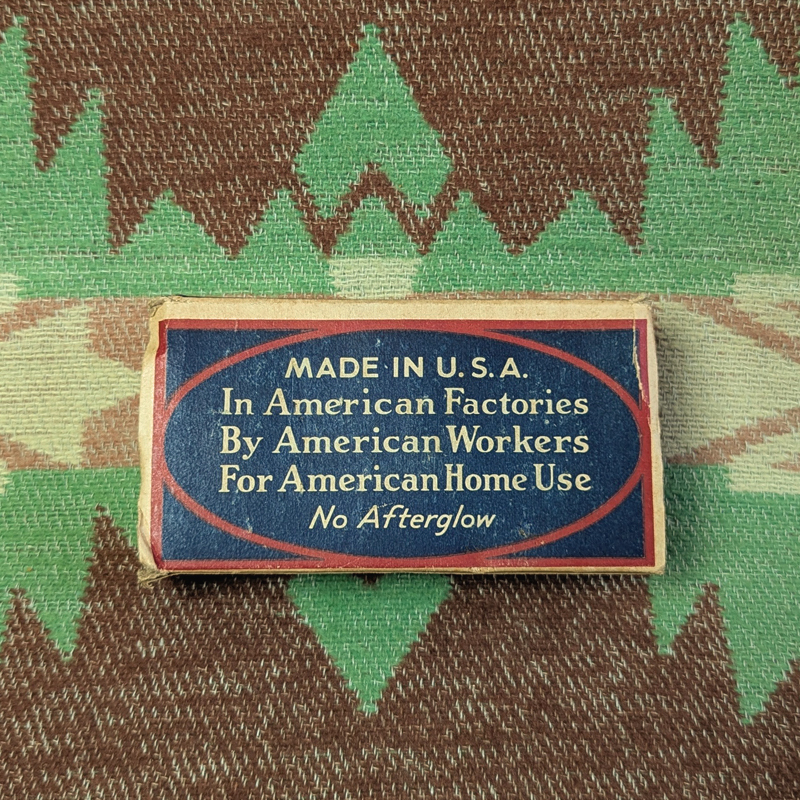 MADE IN U.S.A.
In American Factories
By American Workers
For American Home Use
No Afterglow